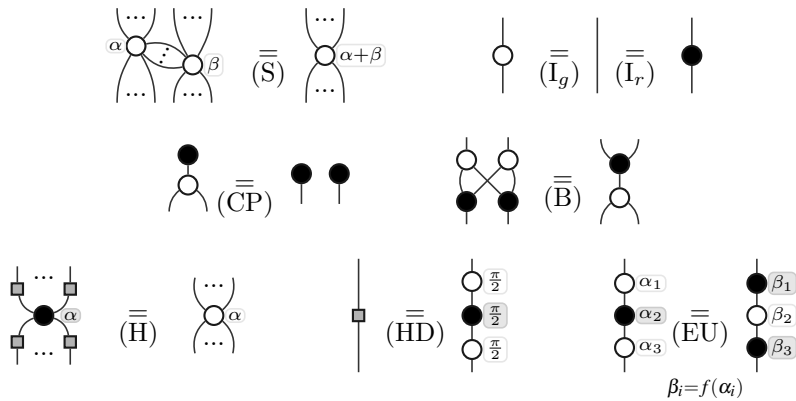 ... ... ...
α ⋮ β = (S) α+β = (I_g) = (I_r)
... ... ...
= (CP) = (B)
... ... π/2 α₁ β₁
α = (H) α = (HD) π/2 α₂ = (EU) β₂
... ... π/2 α₃ β₃
βᵢ=f(αᵢ)